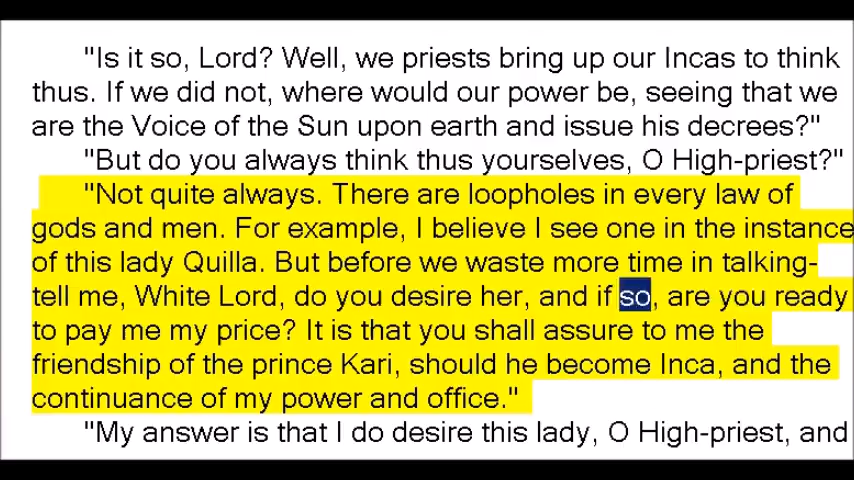 "Is it so, Lord? Well, we priests bring up our Incas to think
thus. If we did not, where would our power be, seeing that we
are the Voice of the Sun upon earth and issue his decrees?"
"But do you always think thus yourselves, O High-priest?"
"Not quite always. There are loopholes in every law of
gods and men. For example, I believe I see one in the instance
of this lady Quilla. But before we waste more time in talking-
tell me, White Lord, do you desire her, and if so, are you ready
to pay me my price? It is that you shall assure to me the
friendship of the prince Kari, should he become Inca, and the
continuance of my power and office."
"My answer is that I do desire this lady, O High-priest, and